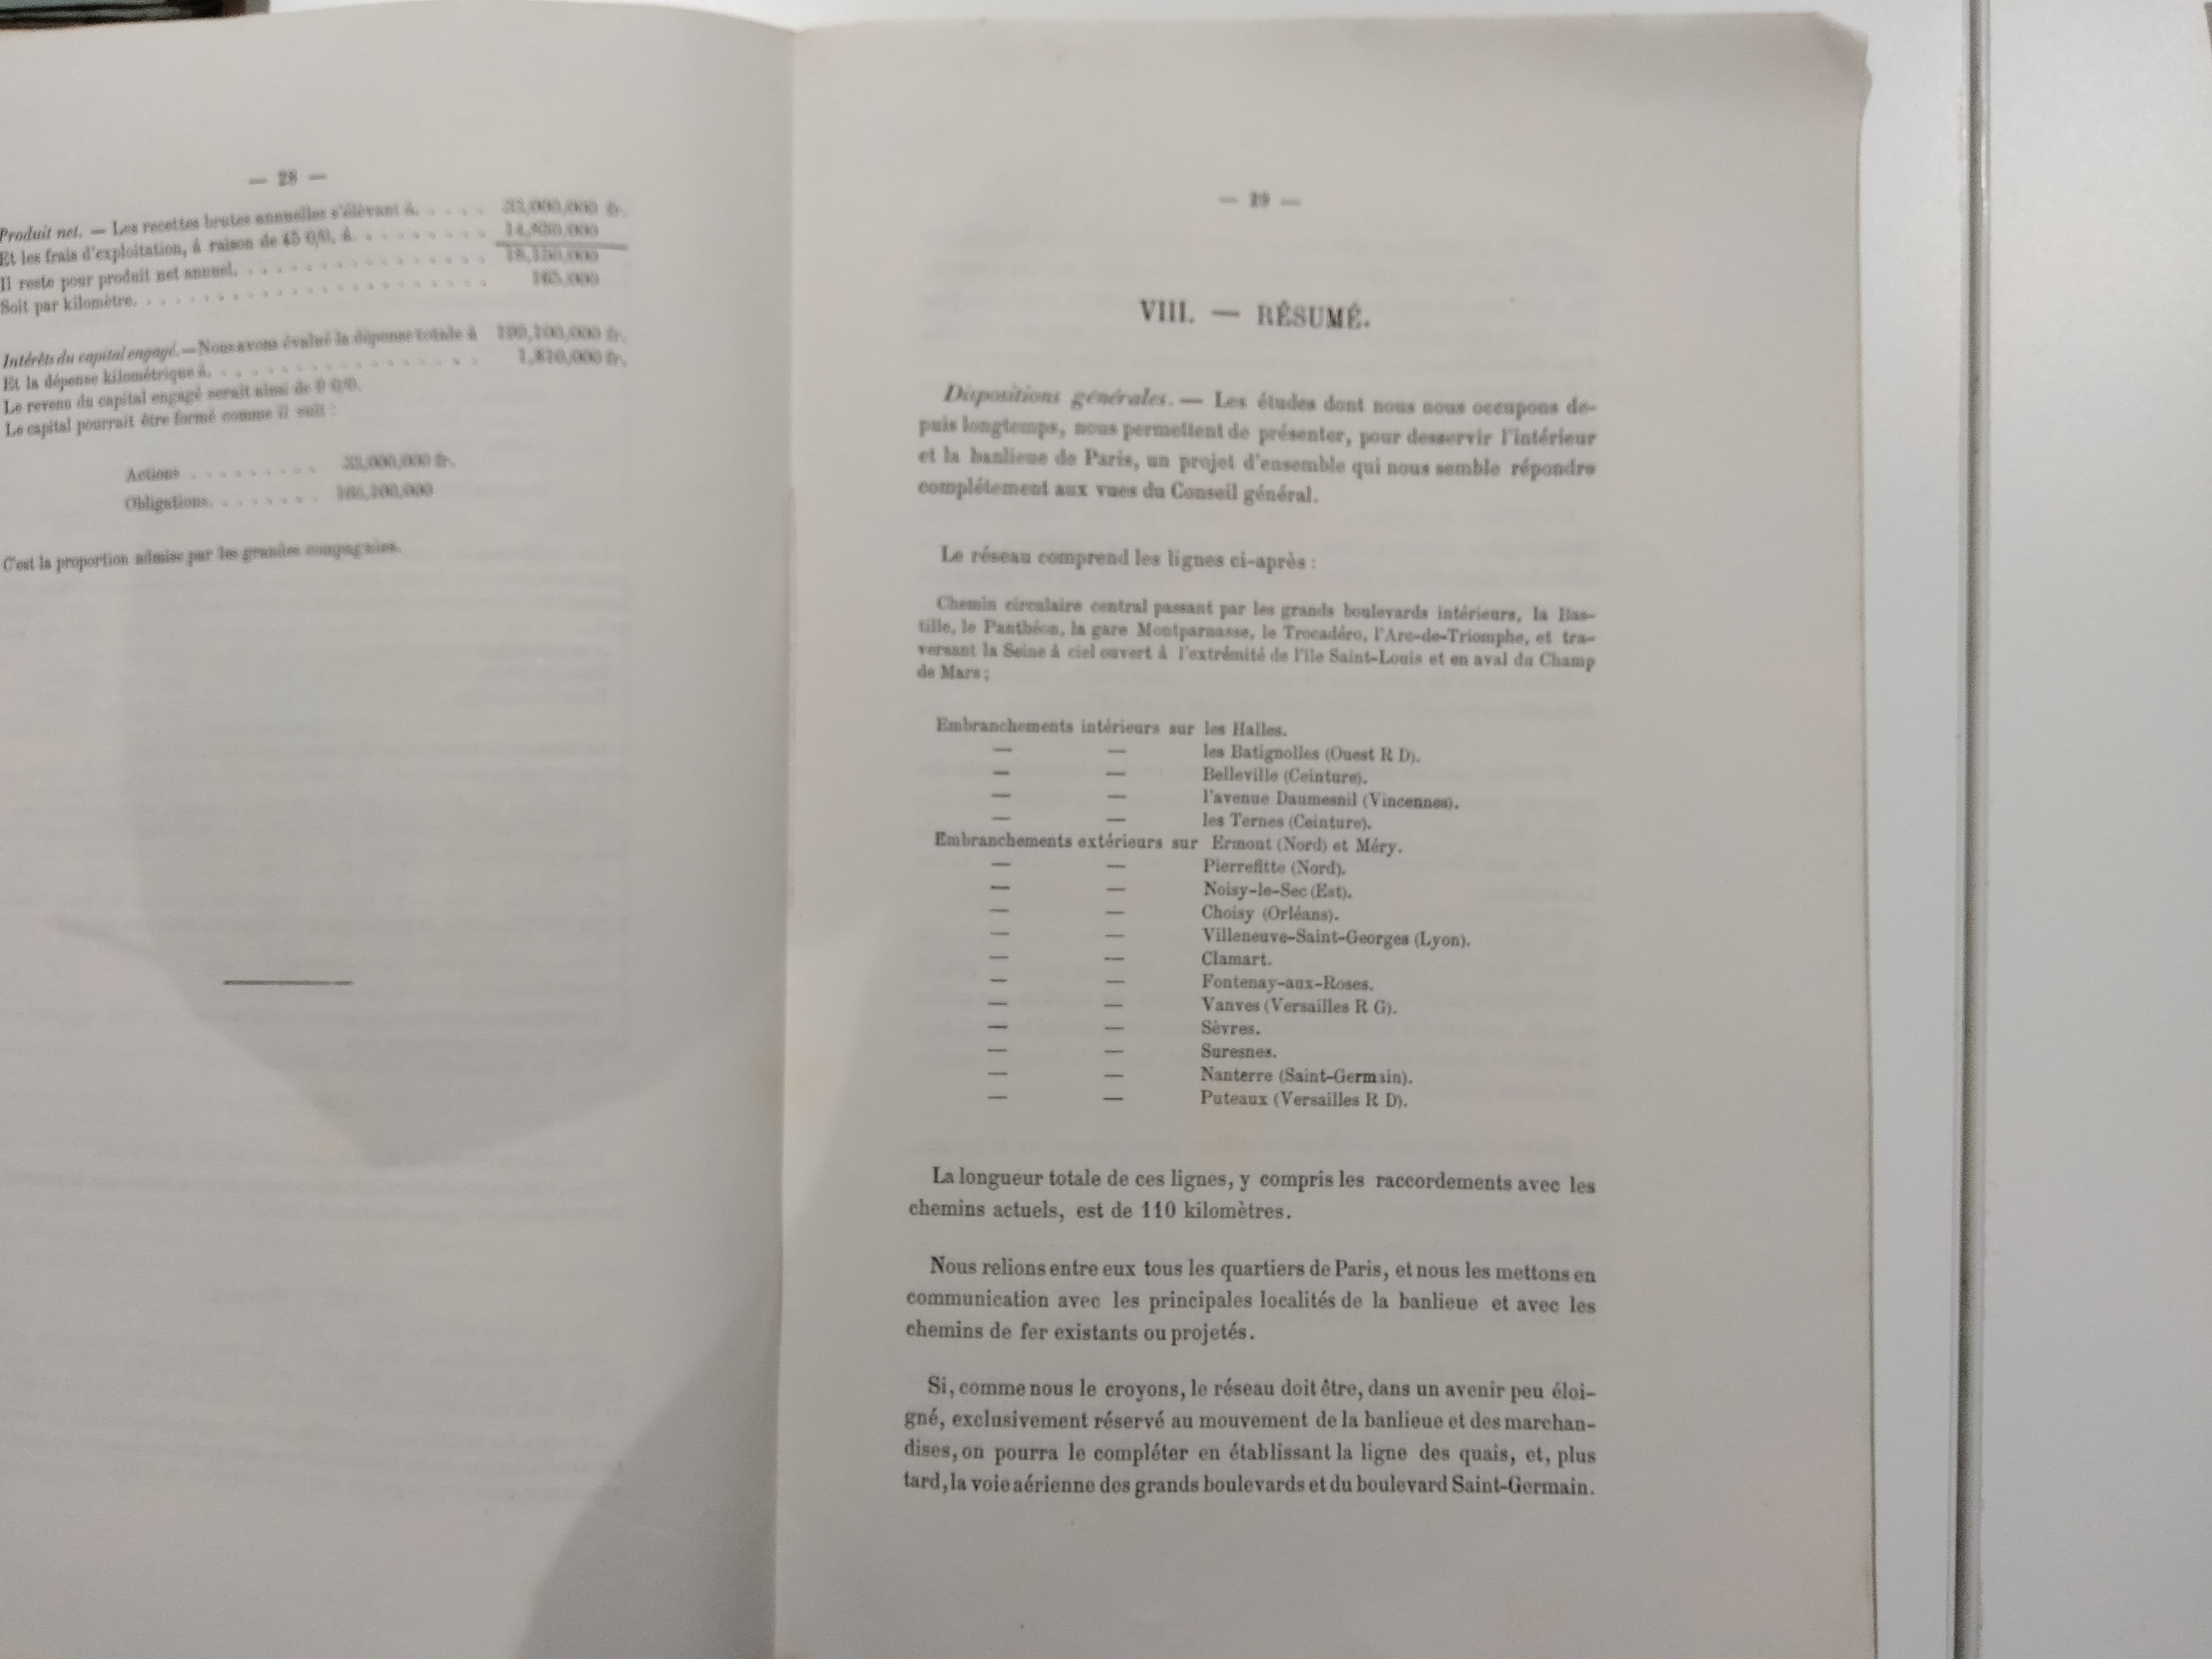 — 28 —
Produit net. — Les recettes brutes annuelles s'élèvant à. . . . . 33,000,000 fr.
Et les frais d'exploitation, à raison de 45 0/0, à. . . . . . . . . 14,850,000
Il reste pour produit net annuel. . . . . . . . . . . . . . . . . 18,150,000
Soit par kilomètre. . . . . . . . . . . . . . . . . . . . . . . . 165,000
Intérêts du capital engagé. — Nous avons évalué la dépense totale à 199,100,000 fr.
Et la dépense kilométrique à. . . . . . . . . . . . . . . . . . . 1,810,000 fr.
Le revenu du capital engagé serait ainsi de 9 0/0.
Le capital pourrait être formé comme il suit :
Actions . . . . . . . . . 33,000,000 fr.
Obligations. . . . . . . . 166,100,000
C'est la proportion admise par les grandes compagnies.
— 29 —
VIII. — RÉSUMÉ.
Dispositions générales. — Les études dont nous nous occupons de-
puis longtemps, nous permettent de présenter, pour desservir l'intérieur
et la banlieue de Paris, un projet d'ensemble qui nous semble répondre
complétement aux vues du Conseil général.
Le réseau comprend les lignes ci-après :
Chemin circulaire central passant par les grands boulevards intérieurs, la Bas-
tille, le Panthéon, la gare Montparnasse, le Trocadéro, l'Arc-de-Triomphe, et tra-
versant la Seine à ciel ouvert à l'extrémité de l'île Saint-Louis et en aval du Champ
de Mars ;
Embranchements intérieurs sur les Halles.
— — les Batignolles (Ouest R D).
— — Belleville (Ceinture).
— — l'avenue Daumesnil (Vincennes).
— — les Ternes (Ceinture).
Embranchements extérieurs sur Ermont (Nord) et Méry.
— — Pierrefitte (Nord).
— — Noisy-le-Sec (Est).
— — Choisy (Orléans).
— — Villeneuve-Saint-Georges (Lyon).
— — Clamart.
— — Fontenay-aux-Roses.
— — Vanves (Versailles R G).
— — Sèvres.
— — Suresnes.
— — Nanterre (Saint-Germain).
— — Puteaux (Versailles R D).
La longueur totale de ces lignes, y compris les raccordements avec les
chemins actuels, est de 110 kilomètres.
Nous relions entre eux tous les quartiers de Paris, et nous les mettons en
communication avec les principales localités de la banlieue et avec les
chemins de fer existants ou projetés.
Si, comme nous le croyons, le réseau doit être, dans un avenir peu éloi-
gné, exclusivement réservé au mouvement de la banlieue et des marchan-
dises, on pourra le compléter en établissant la ligne des quais, et, plus
tard, la voie aérienne des grands boulevards et du boulevard Saint-Germain.